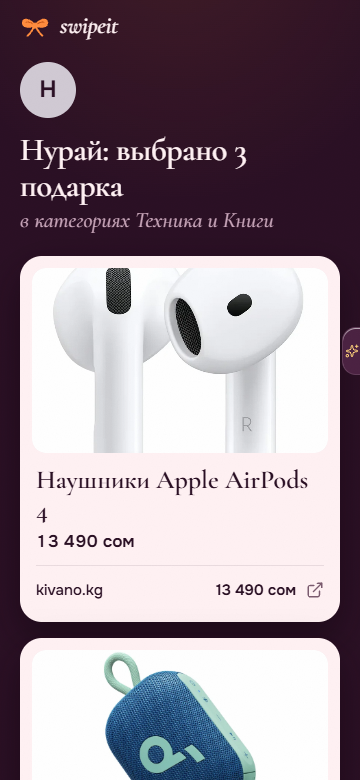 swipeit
Н
Нурай: выбрано 3
подарка
в категориях Техника и Книги
R
Наушники Apple AirPods
4
13 490 сом
kivano.kg 13 490 сом